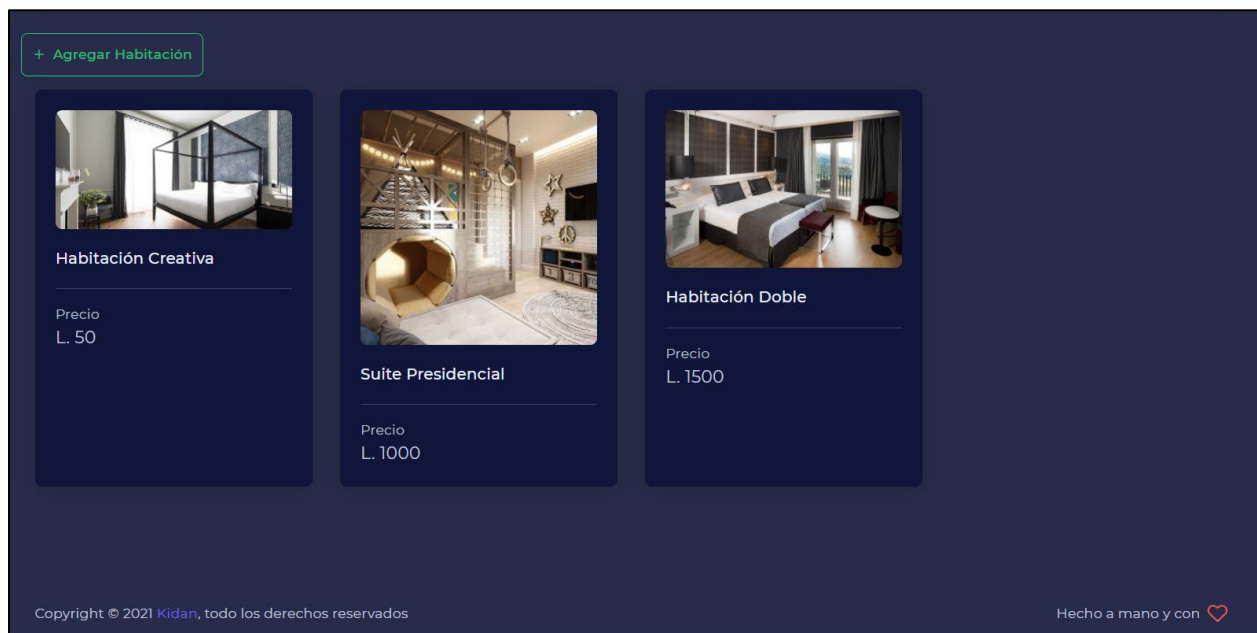 + Agregar Habitación
Habitación Creativa
Precio
L. 50
Suite Presidencial
Precio
L. 1000
Habitación Doble
Precio
L. 1500
Copyright © 2021 Kidan, todo los derechos reservados
Hecho a mano y con